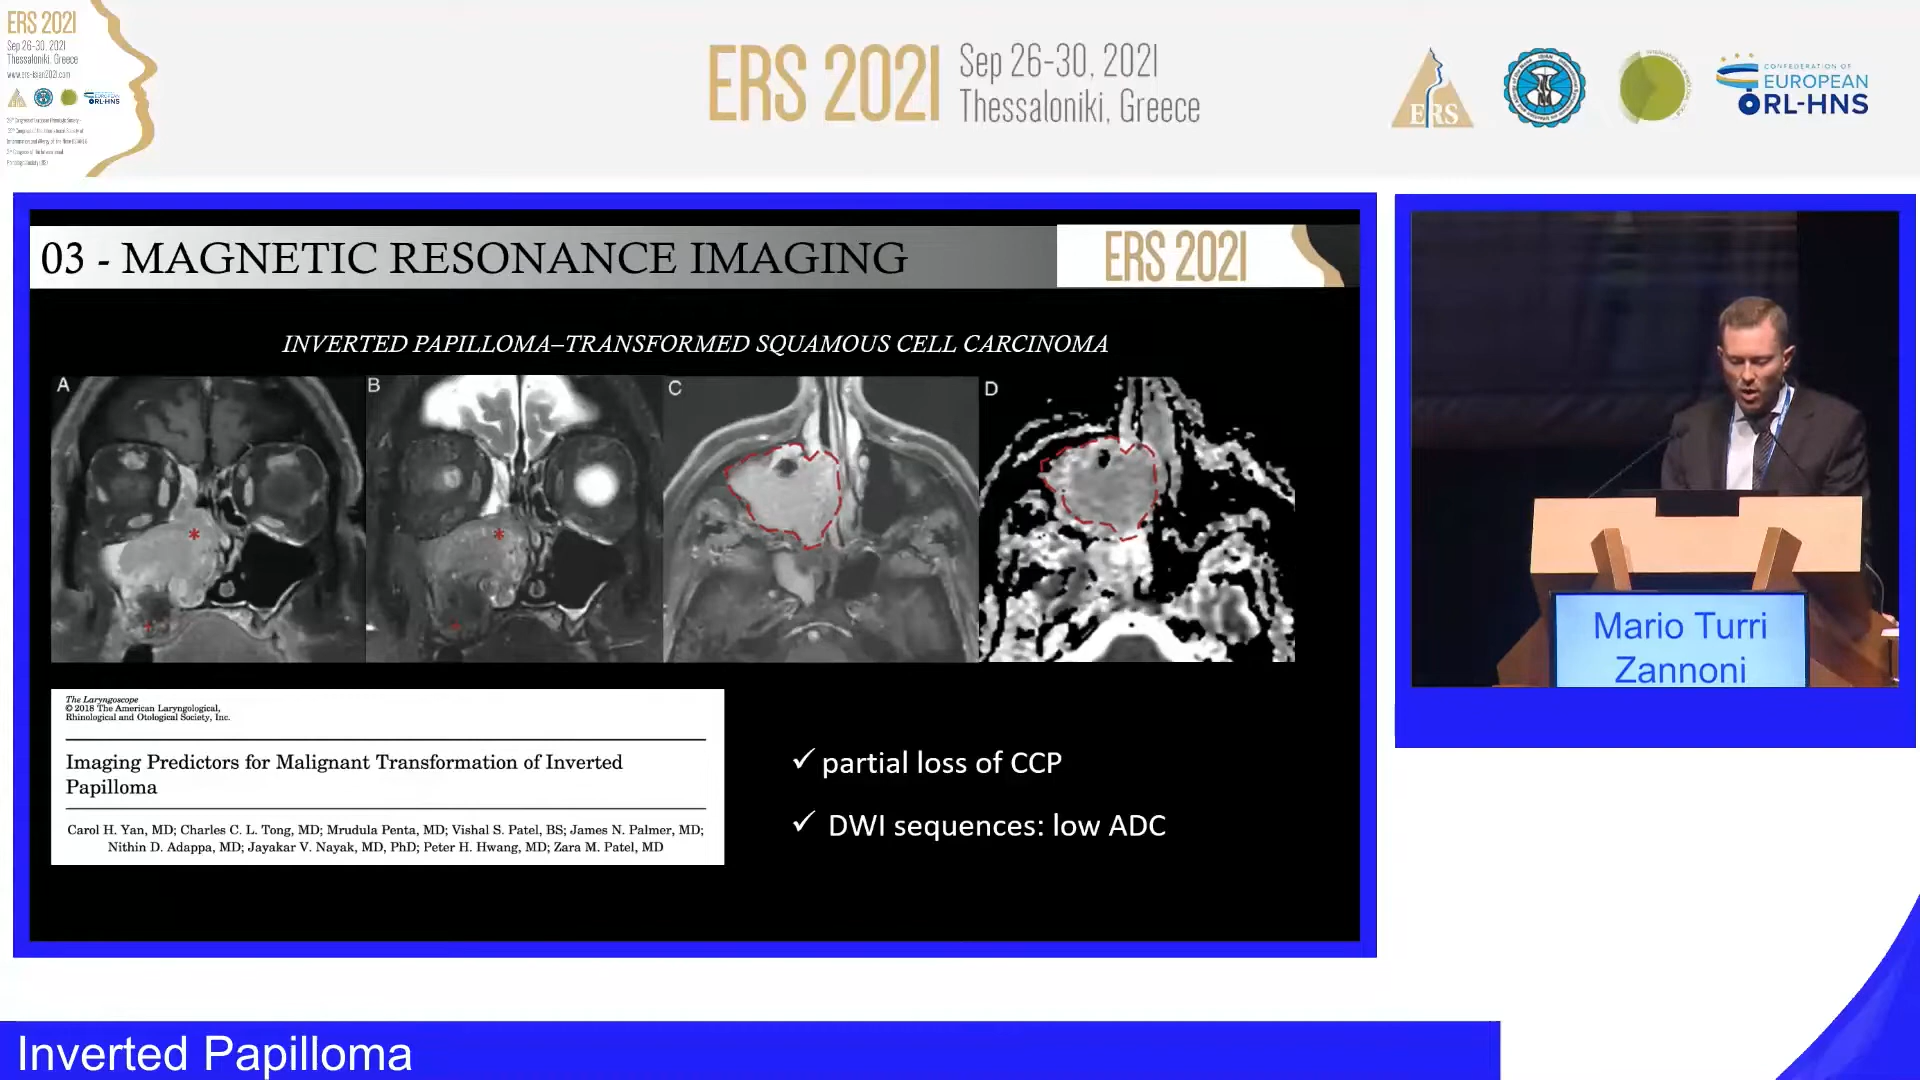 ERS 2021
Sep 26-30, 2021
Thessaloniki, Greece
www.ers-isian2021.com
ERS 2021
Sep 26-30, 2021
Thessaloniki, Greece
ERS
CONFEDERATION OF
EUROPEAN
ORL-HNS
03 - MAGNETIC RESONANCE IMAGING
ERS 2021
INVERTED PAPILLOMA–TRANSFORMED SQUAMOUS CELL CARCINOMA
A
B
C
D
The Laryngoscope
© 2018 The American Laryngological,
Rhinological and Otological Society, Inc.
Imaging Predictors for Malignant Transformation of Inverted
Papilloma
Carol H. Yan, MD; Charles C. L. Tong, MD; Mrudula Penta, MD; Vishal S. Patel, BS; James N. Palmer, MD;
Nithin D. Adappa, MD; Jayakar V. Nayak, MD, PhD; Peter H. Hwang, MD; Zara M. Patel, MD
✓ partial loss of CCP
✓ DWI sequences: low ADC
Mario Turri
Zannoni
Inverted Papilloma